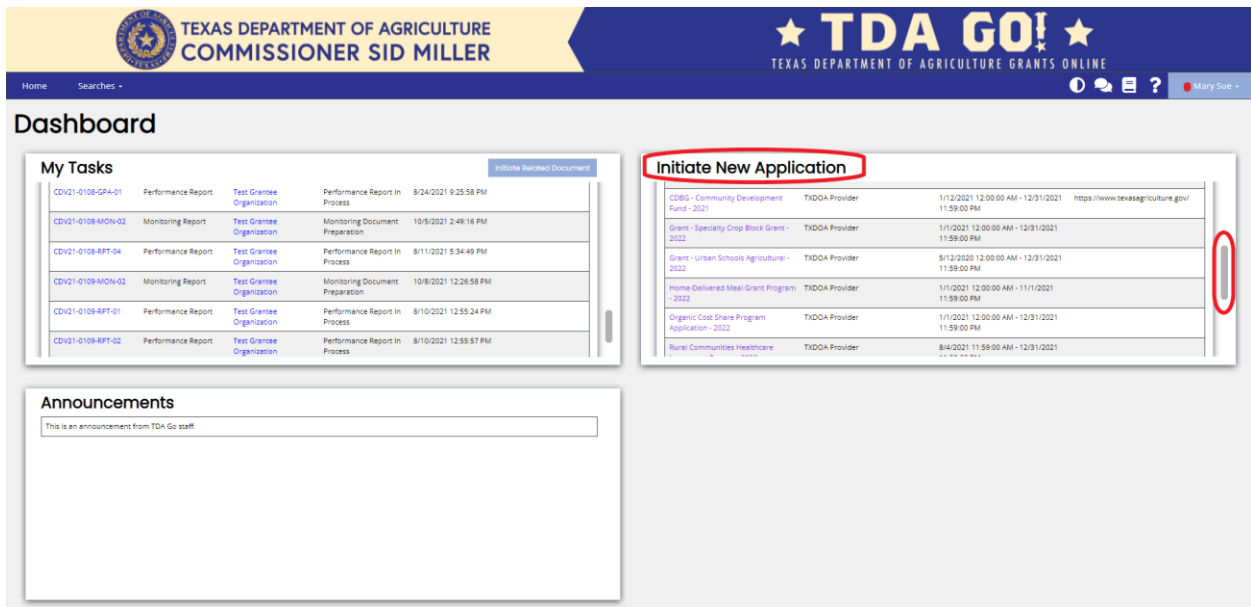 TEXAS DEPARTMENT OF AGRICULTURE
COMMISSIONER SID MILLER
TDA GO!
TEXAS DEPARTMENT OF AGRICULTURE GRANTS ONLINE
Home Searches
? Mary Sue
Dashboard
My Tasks Initiate Related Document
CDV21-0108-GPA-01 Performance Report Test Grantee Performance Report In 8/24/2021 9:25:58 PM
Organization Process
CDV21-0108-MON-02 Monitoring Report Test Grantee Monitoring Document 10/5/2021 2:49:16 PM
Organization Preparation
CDV21-0108-RPT-04 Performance Report Test Grantee Performance Report In 8/11/2021 5:34:49 PM
Organization Process
CDV21-0109-MON-02 Monitoring Report Test Grantee Monitoring Document 10/8/2021 12:26:58 PM
Organization Preparation
CDV21-0109-RPT-01 Performance Report Test Grantee Performance Report In 8/10/2021 12:55:24 PM
Organization Process
CDV21-0109-RPT-02 Performance Report Test Grantee Performance Report In 8/10/2021 12:55:57 PM
Organization Process
Initiate New Application
CDBG - Community Development TXDOA Provider 1/12/2021 12:00:00 AM - 12/31/2021 https://www.texasagriculture.gov/
Fund - 2021 11:59:00 PM
Grant - Specialty Crop Block Grant - TXDOA Provider 1/1/2021 12:00:00 AM - 12/31/2021
2022 11:59:00 PM
Grant - Urban Schools Agricultural - TXDOA Provider 5/12/2020 12:00:00 AM - 12/31/2021
2022 11:59:00 PM
Home-Delivered Meal Grant Program TXDOA Provider 1/1/2021 12:00:00 AM - 11/1/2021
- 2022 11:59:00 PM
Organic Cost Share Program TXDOA Provider 1/1/2021 12:00:00 AM - 12/31/2021
Application - 2022 11:59:00 PM
Rural Communities Healthcare TXDOA Provider 8/4/2021 11:59:00 AM - 12/31/2021
Announcements
This is an announcement from TDA Go staff.